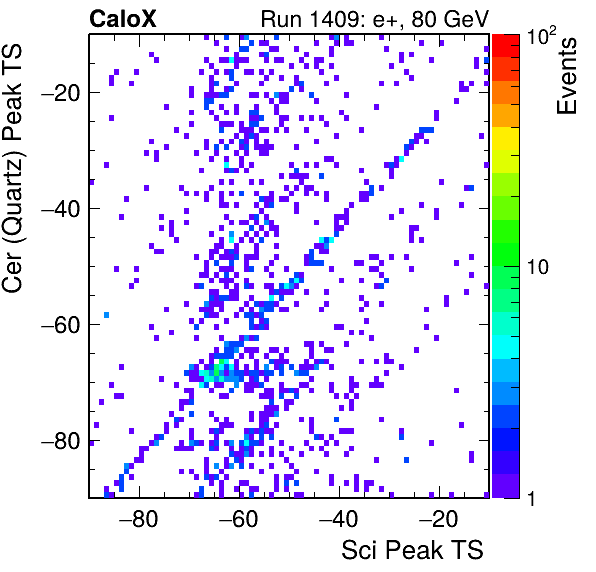 CaloX Run 1409: e+, 80 GeV
Cer (Quartz) Peak TS
Events
10²
10
1
−20
−40
−60
−80
−80 −60 −40 −20
Sci Peak TS